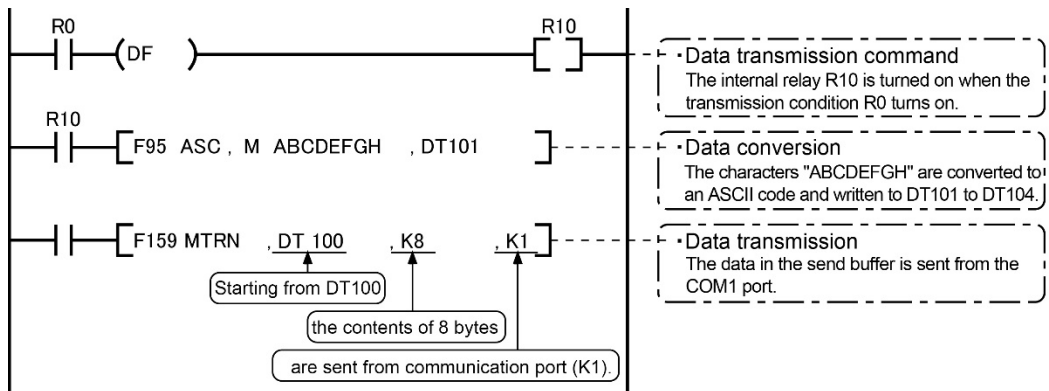 R0
R10
(DF )
・Data transmission command
The internal relay R10 is turned on when the
transmission condition R0 turns on.
R10
F95 ASC , M ABCDEFGH , DT101
・Data conversion
The characters "ABCDEFGH" are converted to
an ASCII code and written to DT101 to DT104.
F159 MTRN , DT 100 , K8 , K1
・Data transmission
The data in the send buffer is sent from the
COM1 port.
Starting from DT100
the contents of 8 bytes
are sent from communication port (K1).